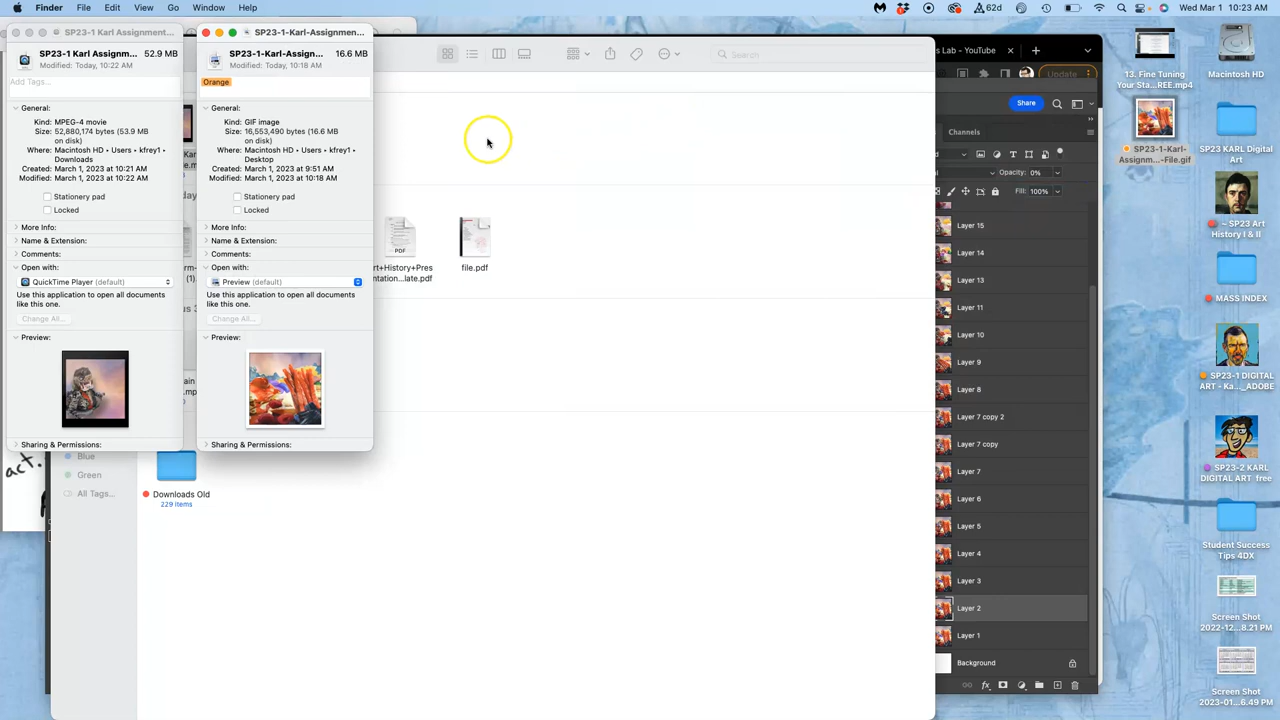 Finder File Edit View Go Window Help
62d
Wed Mar 1 10:23 AM
SP23-1 Karl Assignment...
SP23-1 Karl Assignm... 52.9 MB
Modified: Today, 10:22 AM
Add Tags...
General:
Kind: MPEG-4 movie
Size: 52,880,174 bytes (53.9 MB
on disk)
Where: Macintosh HD • Users • kfrey1 •
Downloads
Created: March 1, 2023 at 10:21 AM
Modified: March 1, 2023 at 10:22 AM
Stationery pad
Locked
More Info:
Name & Extension:
Comments:
Open with:
QuickTime Player (default)
Use this application to open all documents
like this one.
Change All...
Preview:
Sharing & Permissions:
SP23-1-Karl-Assignmen...
SP23-1-Karl-Assign... 16.6 MB
Modified: Today, 10:18 AM
Orange
General:
Kind: GIF image
Size: 16,553,490 bytes (16.6 MB
on disk)
Where: Macintosh HD • Users • kfrey1 •
Desktop
Created: March 1, 2023 at 9:51 AM
Modified: March 1, 2023 at 10:18 AM
Stationery pad
Locked
More Info:
Name & Extension:
Comments:
Open with:
Preview (default)
Use this application to open all documents
like this one.
Change All...
Preview:
Sharing & Permissions:
Search
PDF
rt+History+Pres
ntation...late.pdf
file.pdf
Blue
Green
All Tags...
Downloads Old
229 items
s Lab - YouTube
Update
Share
Channels
Opacity: 0%
Fill: 100%
Layer 15
Layer 14
Layer 13
Layer 11
Layer 10
Layer 9
Layer 8
Layer 7 copy 2
Layer 7 copy
Layer 7
Layer 6
Layer 5
Layer 4
Layer 3
Layer 2
Layer 1
Background
fx
13. Fine Tuning
Your Sta...REE.mp4
SP23-1-Karl-
Assignm...-File.gif
Macintosh HD
SP23 KARL Digital
Art
~ SP23 Art
History I & II
MASS INDEX
SP23-1 DIGITAL
ART - Ka..._ADOBE
SP23-2 KARL
DIGITAL ART free
Student Success
Tips 4DX
Screen Shot
2022-12...8.21 PM
Screen Shot
2023-01...6.49 PM